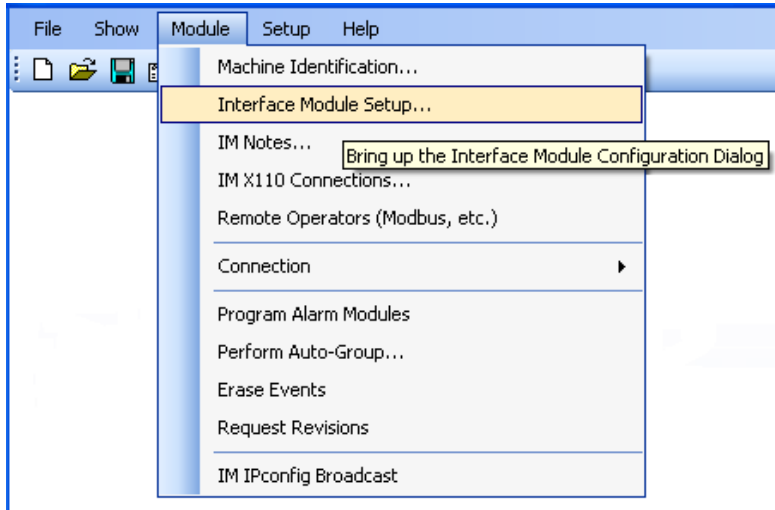 File Show Module Setup Help
Machine Identification...
Interface Module Setup...
IM Notes...
Bring up the Interface Module Configuration Dialog
IM X110 Connections...
Remote Operators (Modbus, etc.)
Connection
Program Alarm Modules
Perform Auto-Group...
Erase Events
Request Revisions
IM IPconfig Broadcast